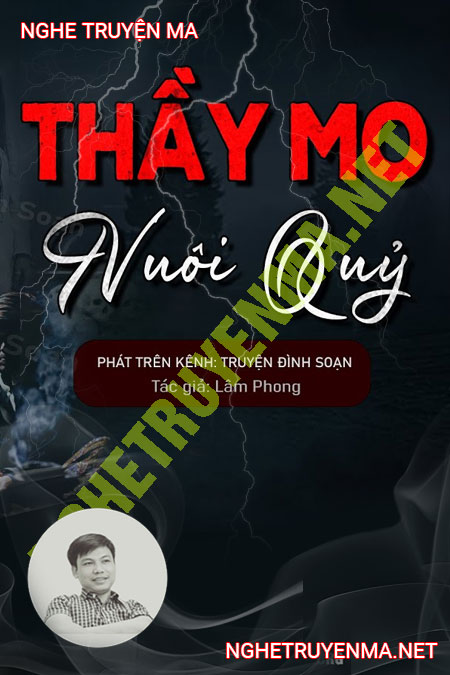 NGHE TRUYỆN MA
THẦY MO
Nuôi Quỷ
PHÁT TRÊN KÊNH: TRUYỆN ĐÌNH SOẠN
Tác giả: Lâm Phong
NGHETRUYENMA.NET
NGHETRUYENMA.NET